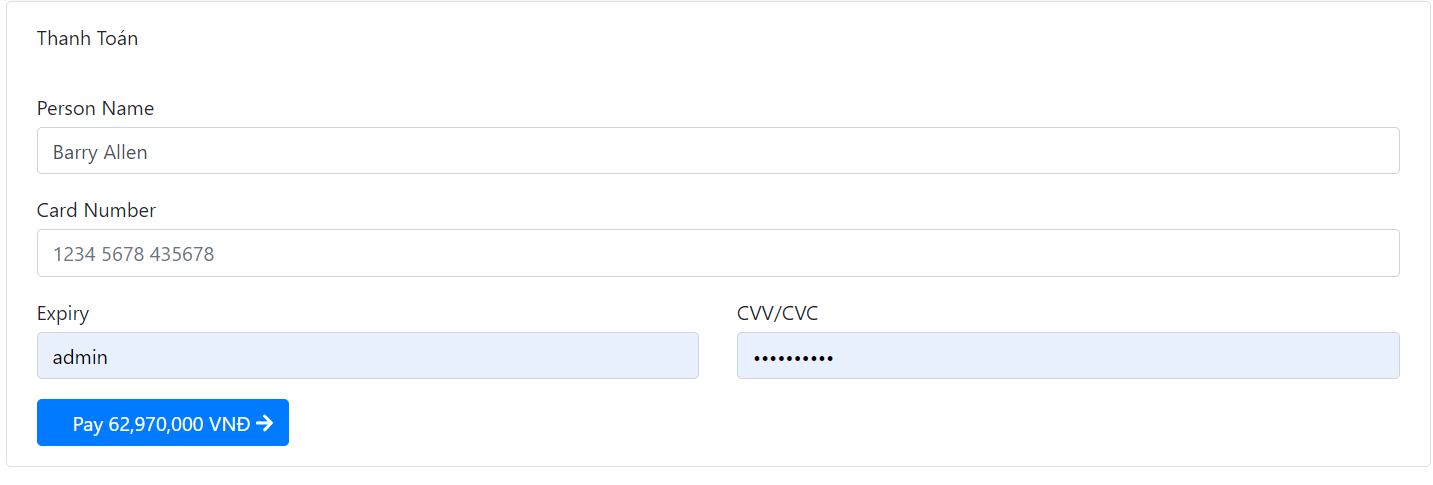 Thanh Toán
Person Name
Barry Allen
Card Number
1234 5678 435678
Expiry
CVV/CVC
admin
••••••••••
Pay 62,970,000 VNĐ →